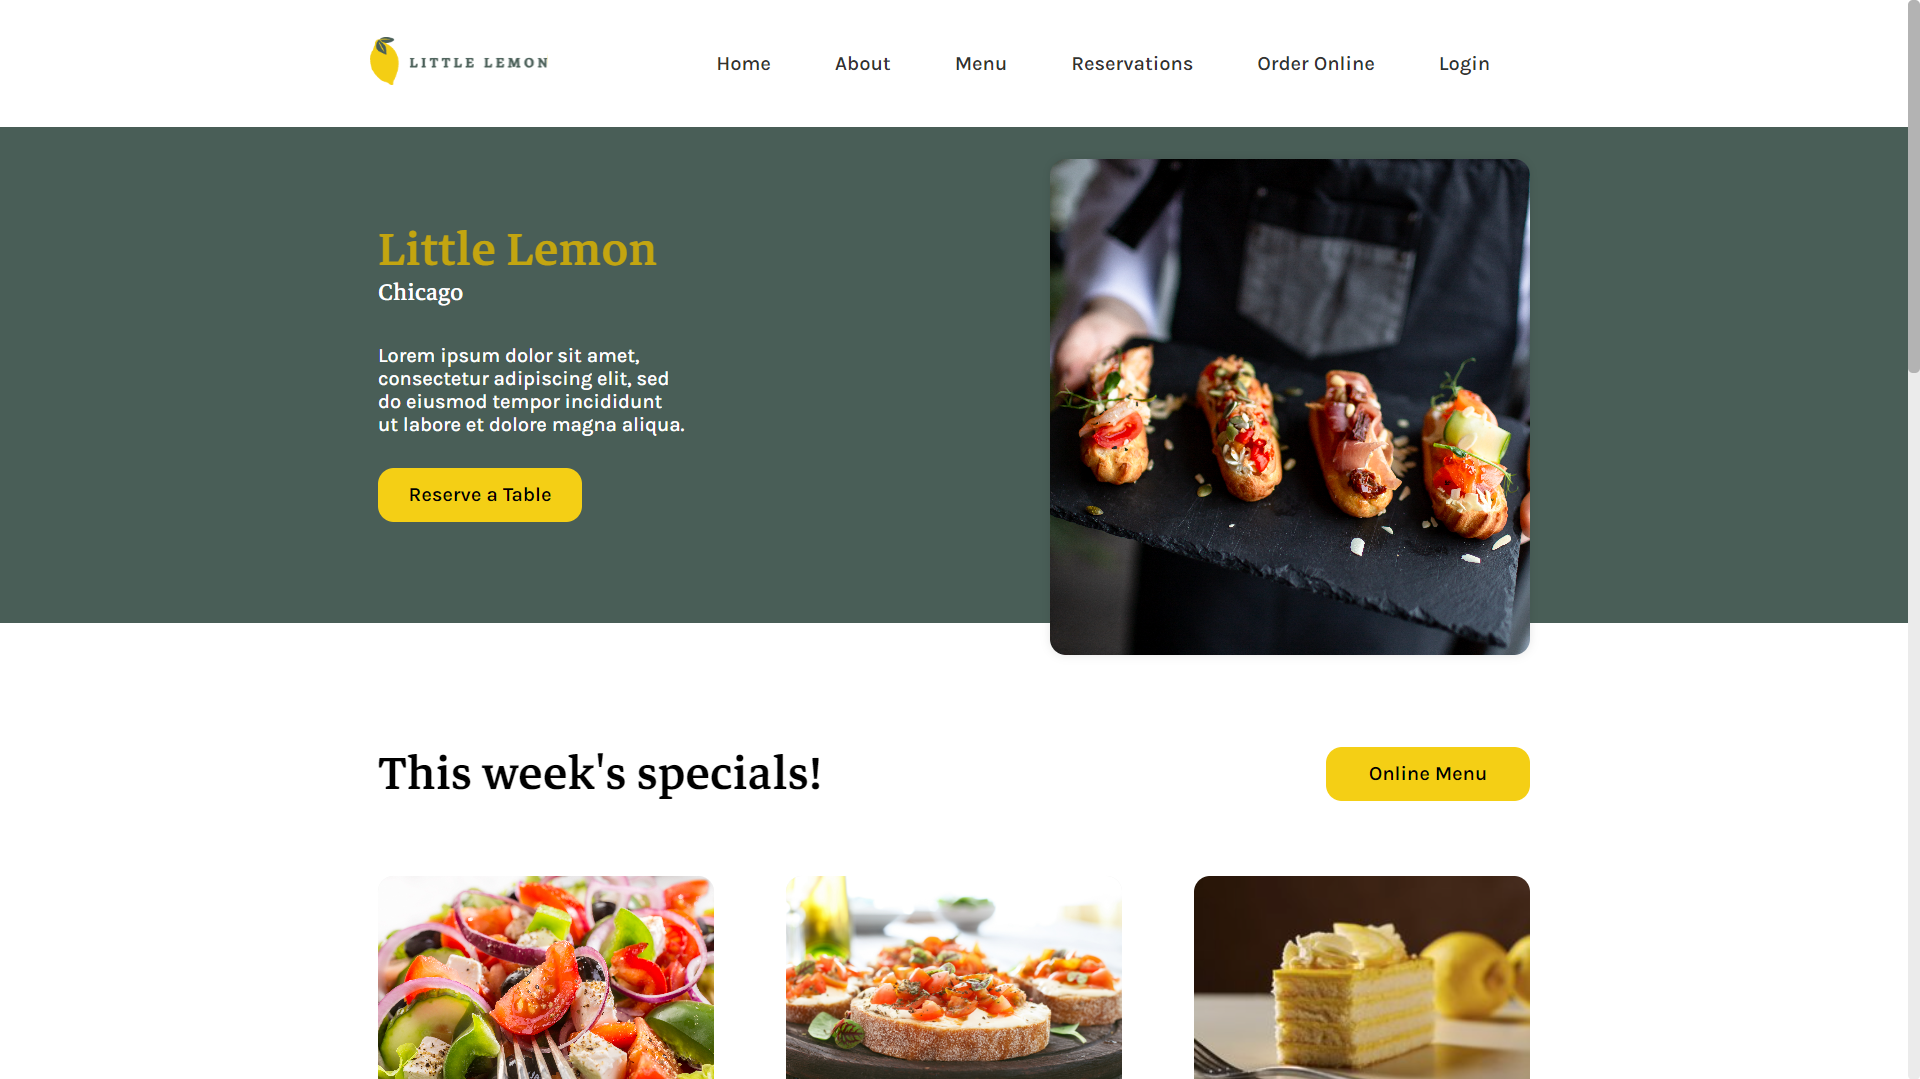 LITTLE LEMON
Home About Menu Reservations Order Online Login
Little Lemon
Chicago
Lorem ipsum dolor sit amet,
consectetur adipiscing elit, sed
do eiusmod tempor incididunt
ut labore et dolore magna aliqua.
Reserve a Table
This week's specials!
Online Menu